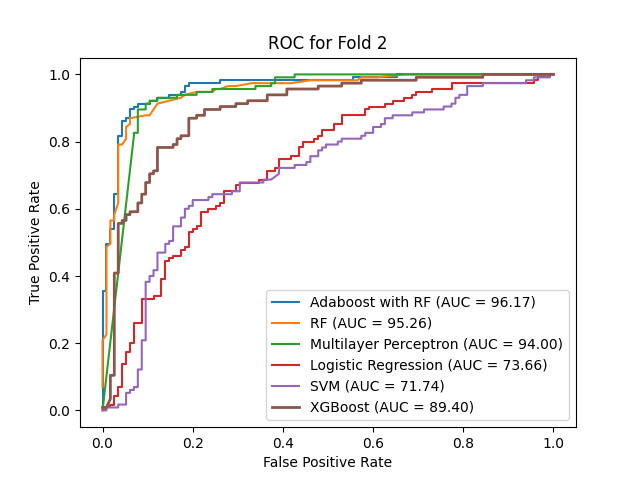 ROC for Fold 2
True Positive Rate
1.0
0.8
0.6
0.4
0.2
0.0
Adaboost with RF (AUC = 96.17)
RF (AUC = 95.26)
Multilayer Perceptron (AUC = 94.00)
Logistic Regression (AUC = 73.66)
SVM (AUC = 71.74)
XGBoost (AUC = 89.40)
0.0 0.2 0.4 0.6 0.8 1.0
False Positive Rate